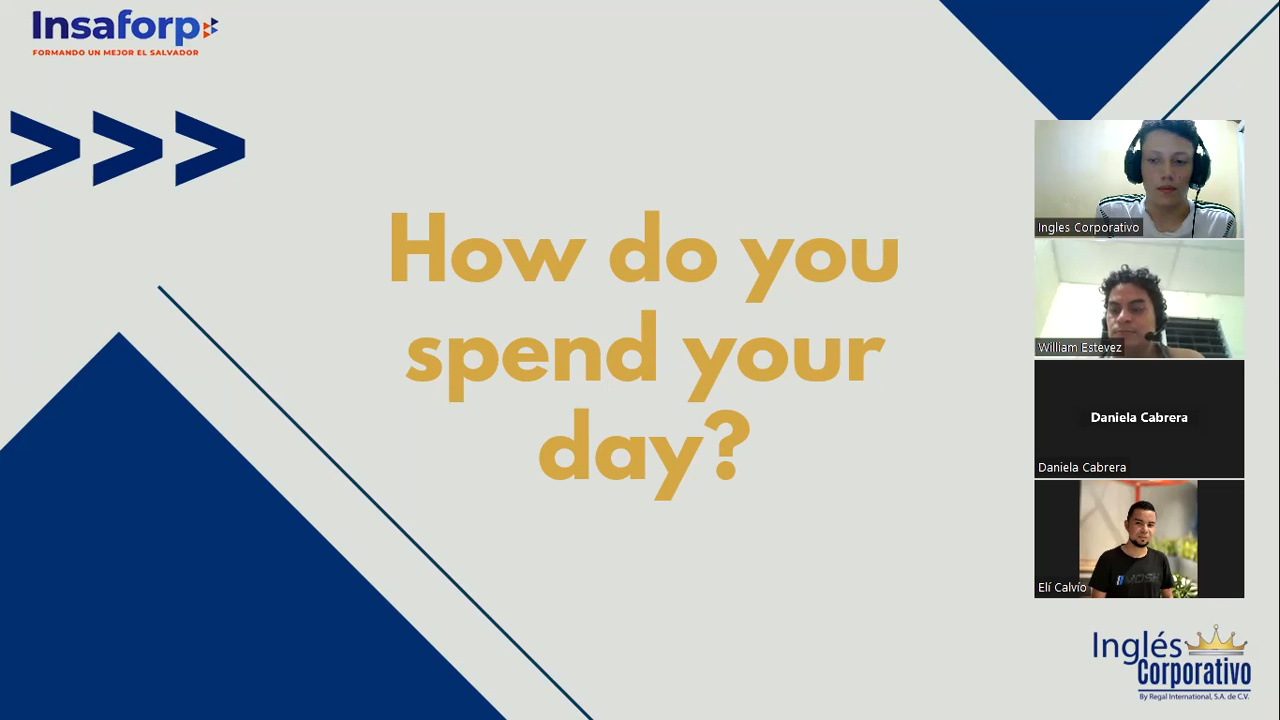 Insaforp
FORMANDO UN MEJOR EL SALVADOR
>>>
How do you
spend your
day?
Ingles Corporativo
William Estevez
Daniela Cabrera
Daniela Cabrera
Elí Calvío
Inglés
Corporativo
By Regal International, S.A. de C.V.